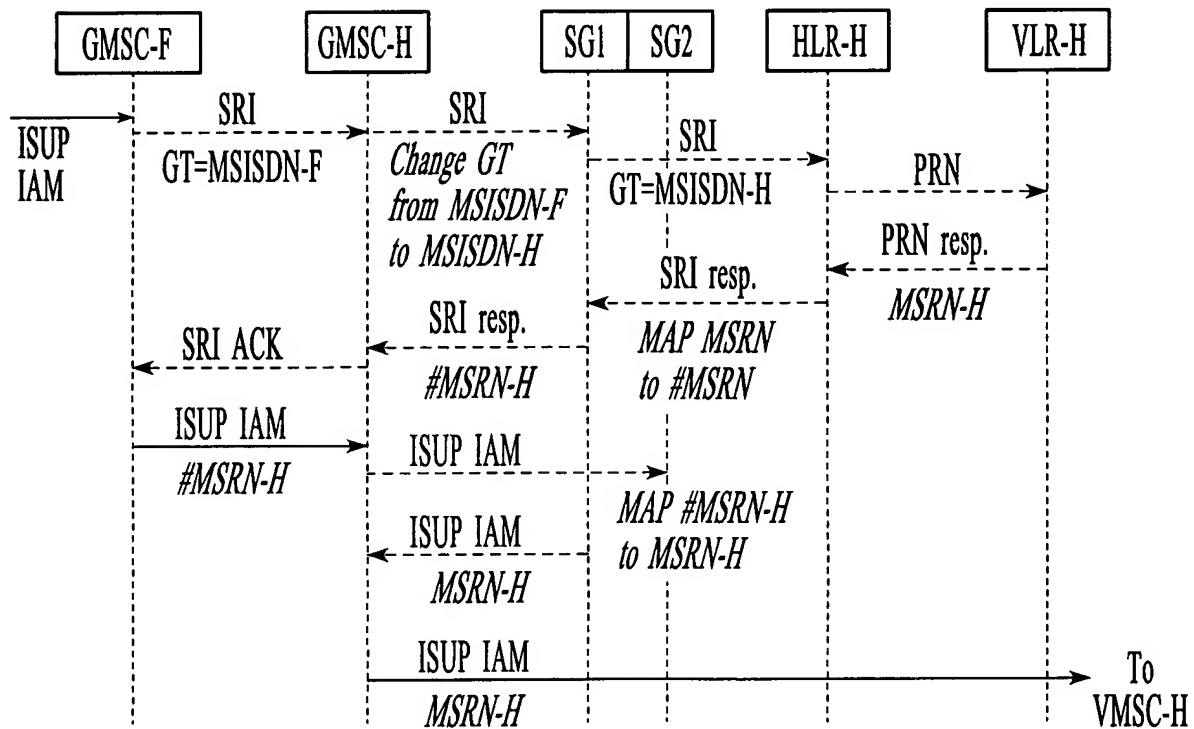 GMSC-F
GMSC-H
SG1
SG2
HLR-H
VLR-H
ISUP
IAM
SRI
GT=MSISDN-F
SRI
Change GT
from MSISDN-F
to MSISDN-H
SRI
GT=MSISDN-H
PRN
PRN resp.
MSRN-H
SRI resp.
MAP MSRN
to #MSRN
SRI resp.
#MSRN-H
SRI ACK
ISUP IAM
#MSRN-H
ISUP IAM
MAP #MSRN-H
to MSRN-H
ISUP IAM
MSRN-H
ISUP IAM
MSRN-H
To
VMSC-H